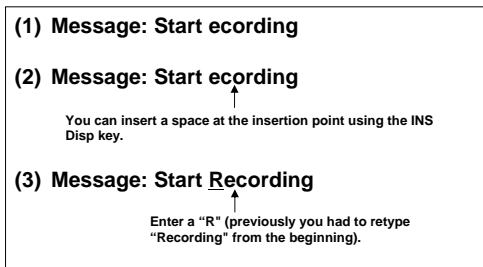 (1) Message: Start ecording
(2) Message: Start ecording
You can insert a space at the insertion point using the INS
Disp key.
(3) Message: Start Recording
Enter a “R" (previously you had to retype
“Recording" from the beginning).